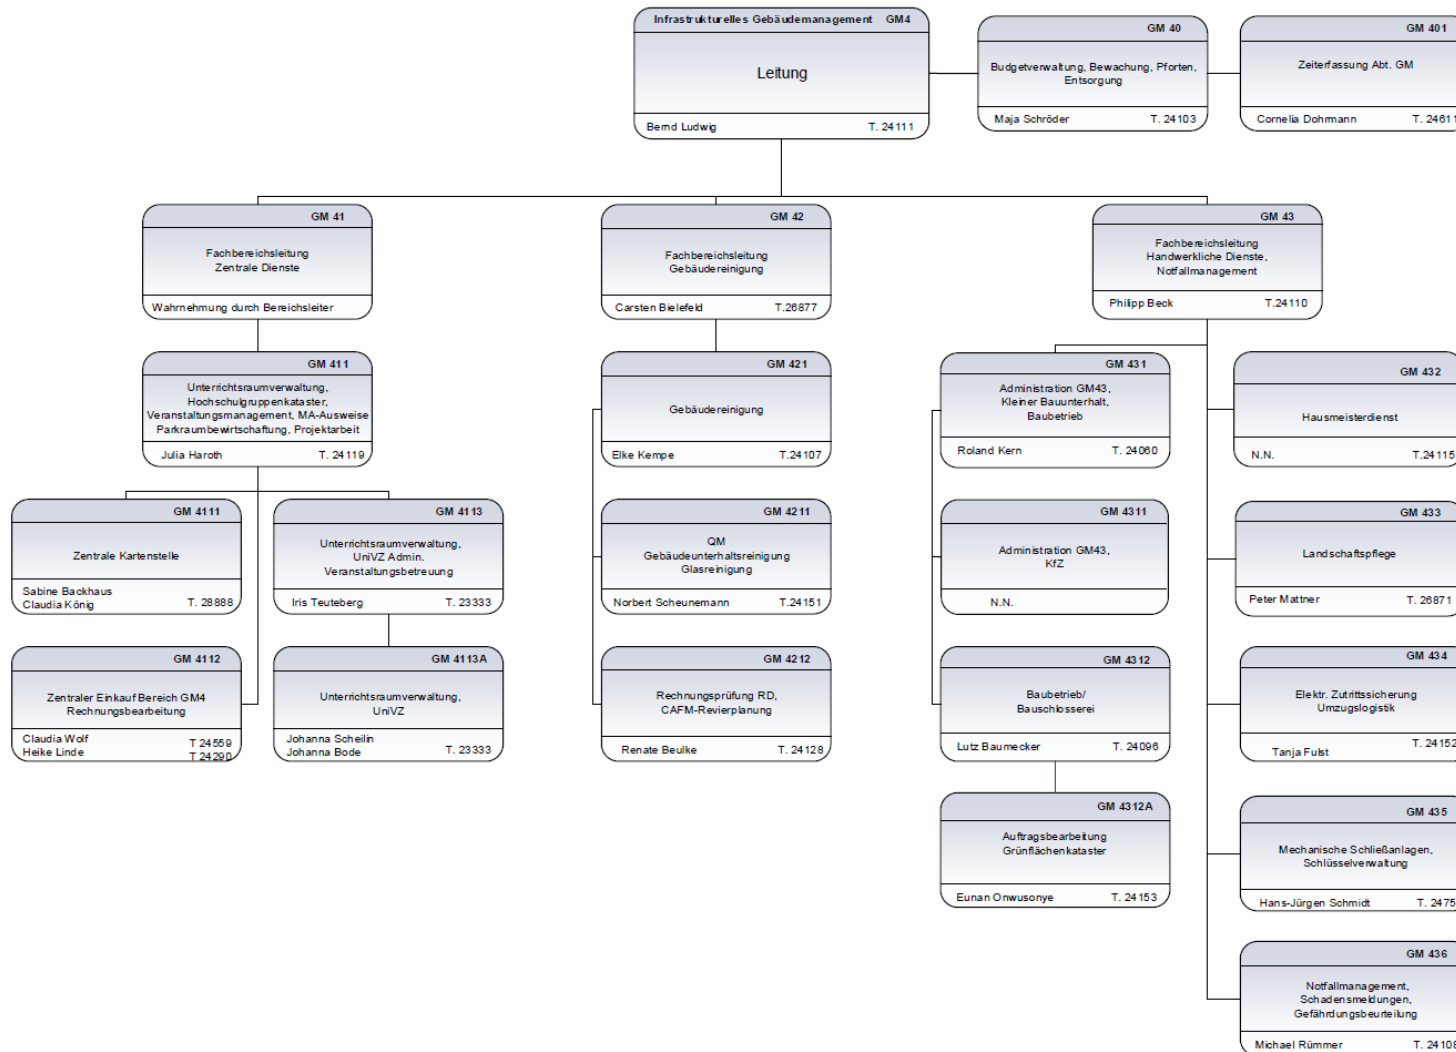 Infrastrukturelles Gebäudemanagement GM4
Leitung
Bernd Ludwig T. 24111
GM 40
Budgetverwaltung, Bewachung, Pforten,
Entsorgung
Maja Schröder T. 24103
GM 401
Zeiterfassung Abt. GM
Cornelia Dohrmann T. 24611
GM 41
Fachbereichsleitung
Zentrale Dienste
Wahrnehmung durch Bereichsleiter
GM 42
Fachbereichsleitung
Gebäudereinigung
Carsten Bielefeld T.26877
GM 43
Fachbereichsleitung
Handwerkliche Dienste,
Notfallmanagement
Philipp Beck T.24110
GM 411
Unterrichtsraumverwaltung,
Hochschulgruppenkataster,
Veranstaltungsmanagement, MA-Ausweise
Parkraumbewirtschaftung, Projektarbeit
Julia Haroth T. 24119
GM 421
Gebäudereinigung
Elke Kempe T.24107
GM 431
Administration GM43,
Kleiner Bauunterhalt,
Baubetrieb
Roland Kern T. 24060
GM 432
Hausmeisterdienst
N.N. T.24115
GM 4111
Zentrale Kartenstelle
Sabine Backhaus
Claudia König T. 28888
GM 4113
Unterrichtsraumverwaltung,
UniVZ Admin.
Veranstaltungsbetreuung
Iris Teuteberg T. 23333
GM 4211
QM
Gebäudeunterhaltsreinigung
Glasreinigung
Norbert Scheunemann T.24151
GM 4311
Administration GM43,
KfZ
N.N.
GM 433
Landschaftspflege
Peter Mattner T. 26871
GM 4112
Zentraler Einkauf Bereich GM4
Rechnungsbearbeitung
Claudia Wolf T 24559
Heike Linde T 24290
GM 4113A
Unterrichtsraumverwaltung,
UniVZ
Johanna Scheilin
Johanna Bode T. 23333
GM 4212
Rechnungsprüfung RD,
CAFM-Revierplanung
Renate Beulke T. 24128
GM 4312
Baubetrieb/
Bauschlosserei
Lutz Baumecker T. 24096
GM 434
Elektr. Zutrittssicherung
Umzugslogistik
Tanja Fulst T. 24152
GM 4312A
Auftragsbearbeitung
Grünflächenkataster
Eunan Onwusonye T. 24153
GM 435
Mechanische Schließanlagen,
Schlüsselverwaltung
Hans-Jürgen Schmidt T. 2475
GM 436
Notfallmanagement,
Schadensmeldungen,
Gefährdungsbeurteilung
Michael Rümmer T. 24109